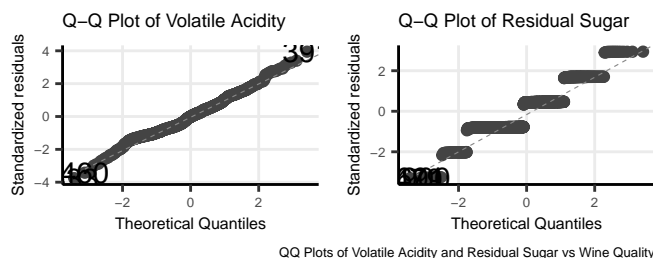 Q−Q Plot of Volatile Acidity
Standardized residuals
4
2
0
−2
−4
−2
0
2
Theoretical Quantiles
Q−Q Plot of Residual Sugar
Standardized residuals
2
0
−2
−2
0
2
Theoretical Quantiles
QQ Plots of Volatile Acidity and Residual Sugar vs Wine Quality